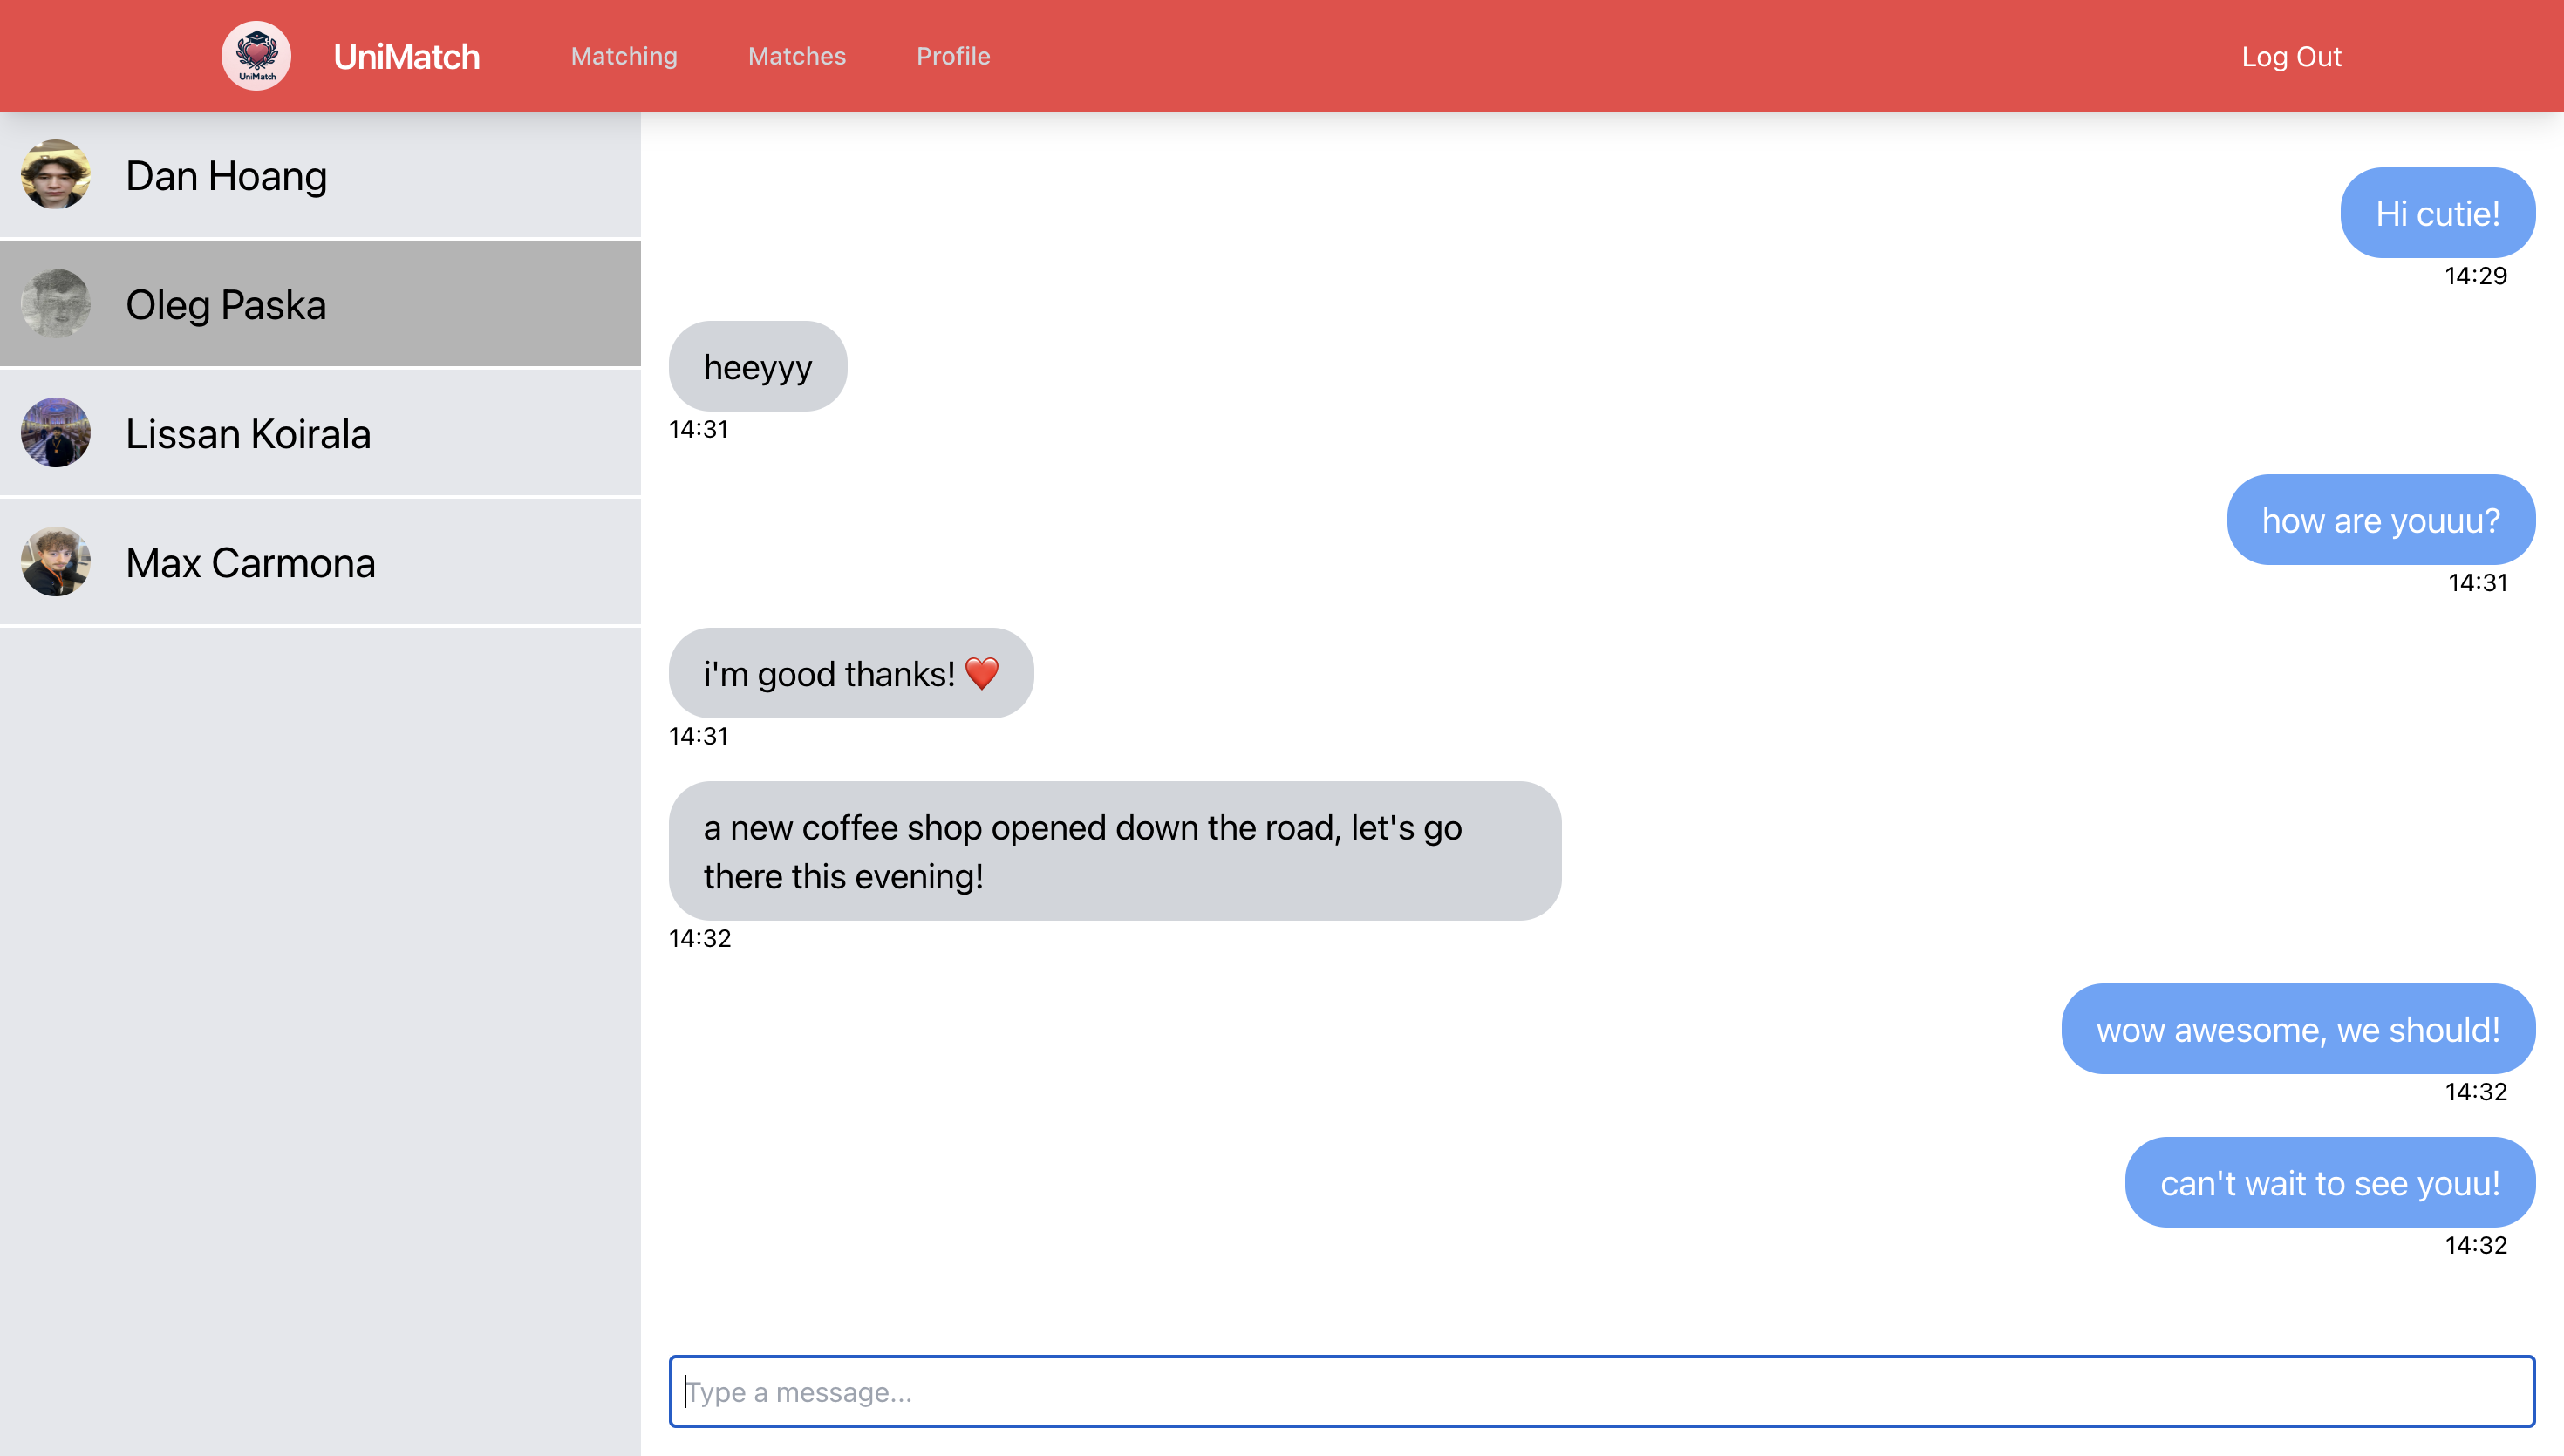 UniMatch
UniMatch
Matching
Matches
Profile
Log Out
Dan Hoang
Oleg Paska
Lissan Koirala
Max Carmona
Hi cutie!
14:29
heeyyy
14:31
how are youuu?
14:31
i'm good thanks! ❤️
14:31
a new coffee shop opened down the road, let's go
there this evening!
14:32
wow awesome, we should!
14:32
can't wait to see youu!
14:32
Type a message...